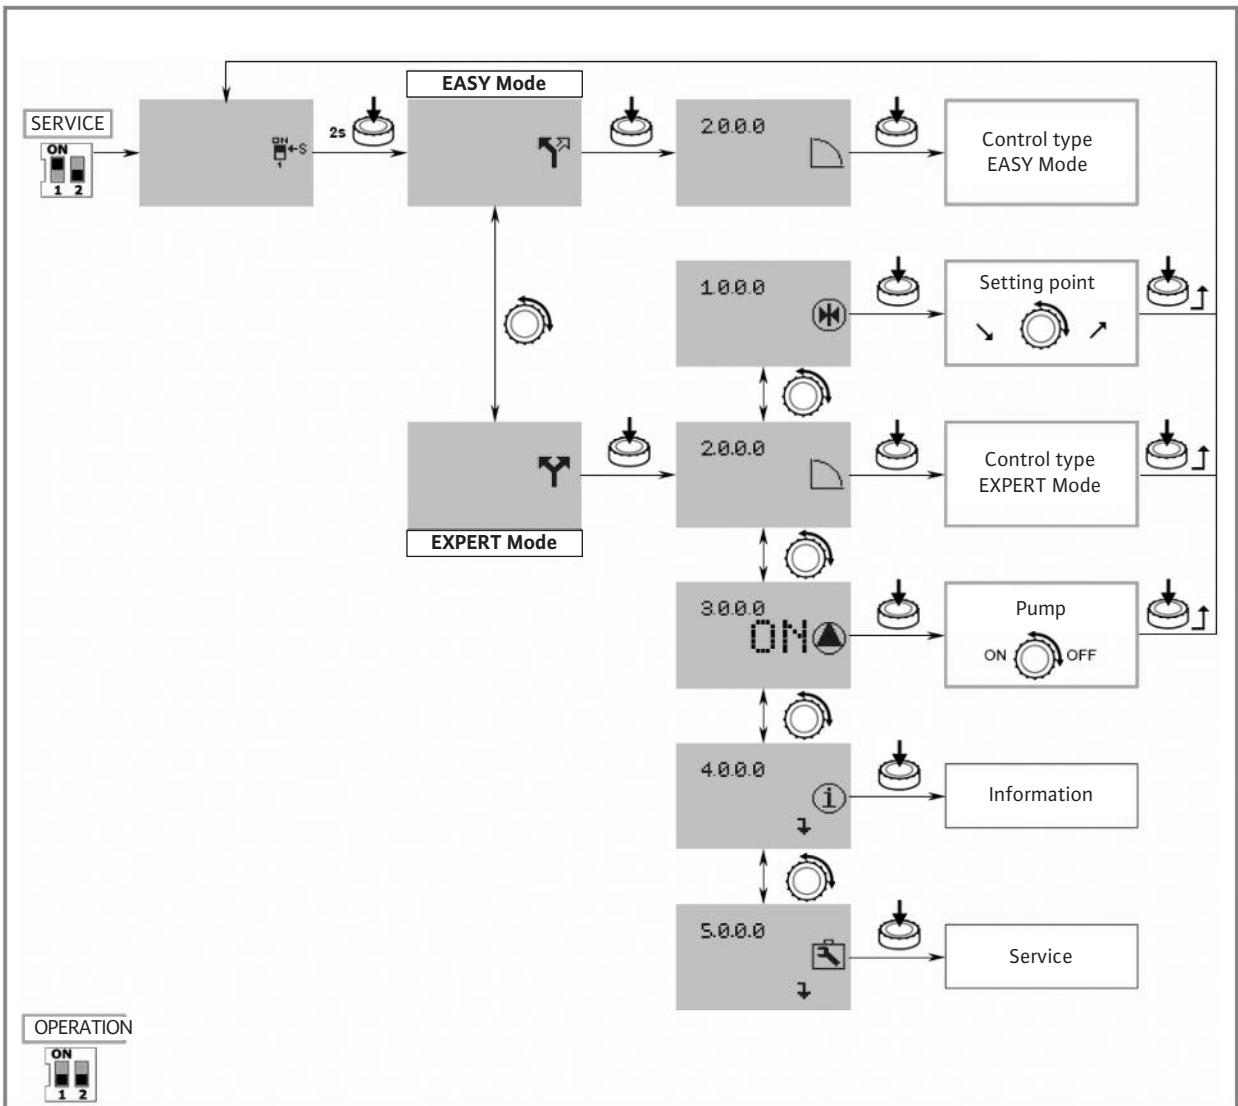 EASY Mode
SERVICE
ON
1 2
ON
←S
1
2s
2.0.0.0
Control type
EASY Mode
1.0.0.0
Setting point
EXPERT Mode
2.0.0.0
Control type
EXPERT Mode
3.0.0.0
ON
Pump
ON OFF
4.0.0.0
i
Information
5.0.0.0
Service
OPERATION
ON
1 2